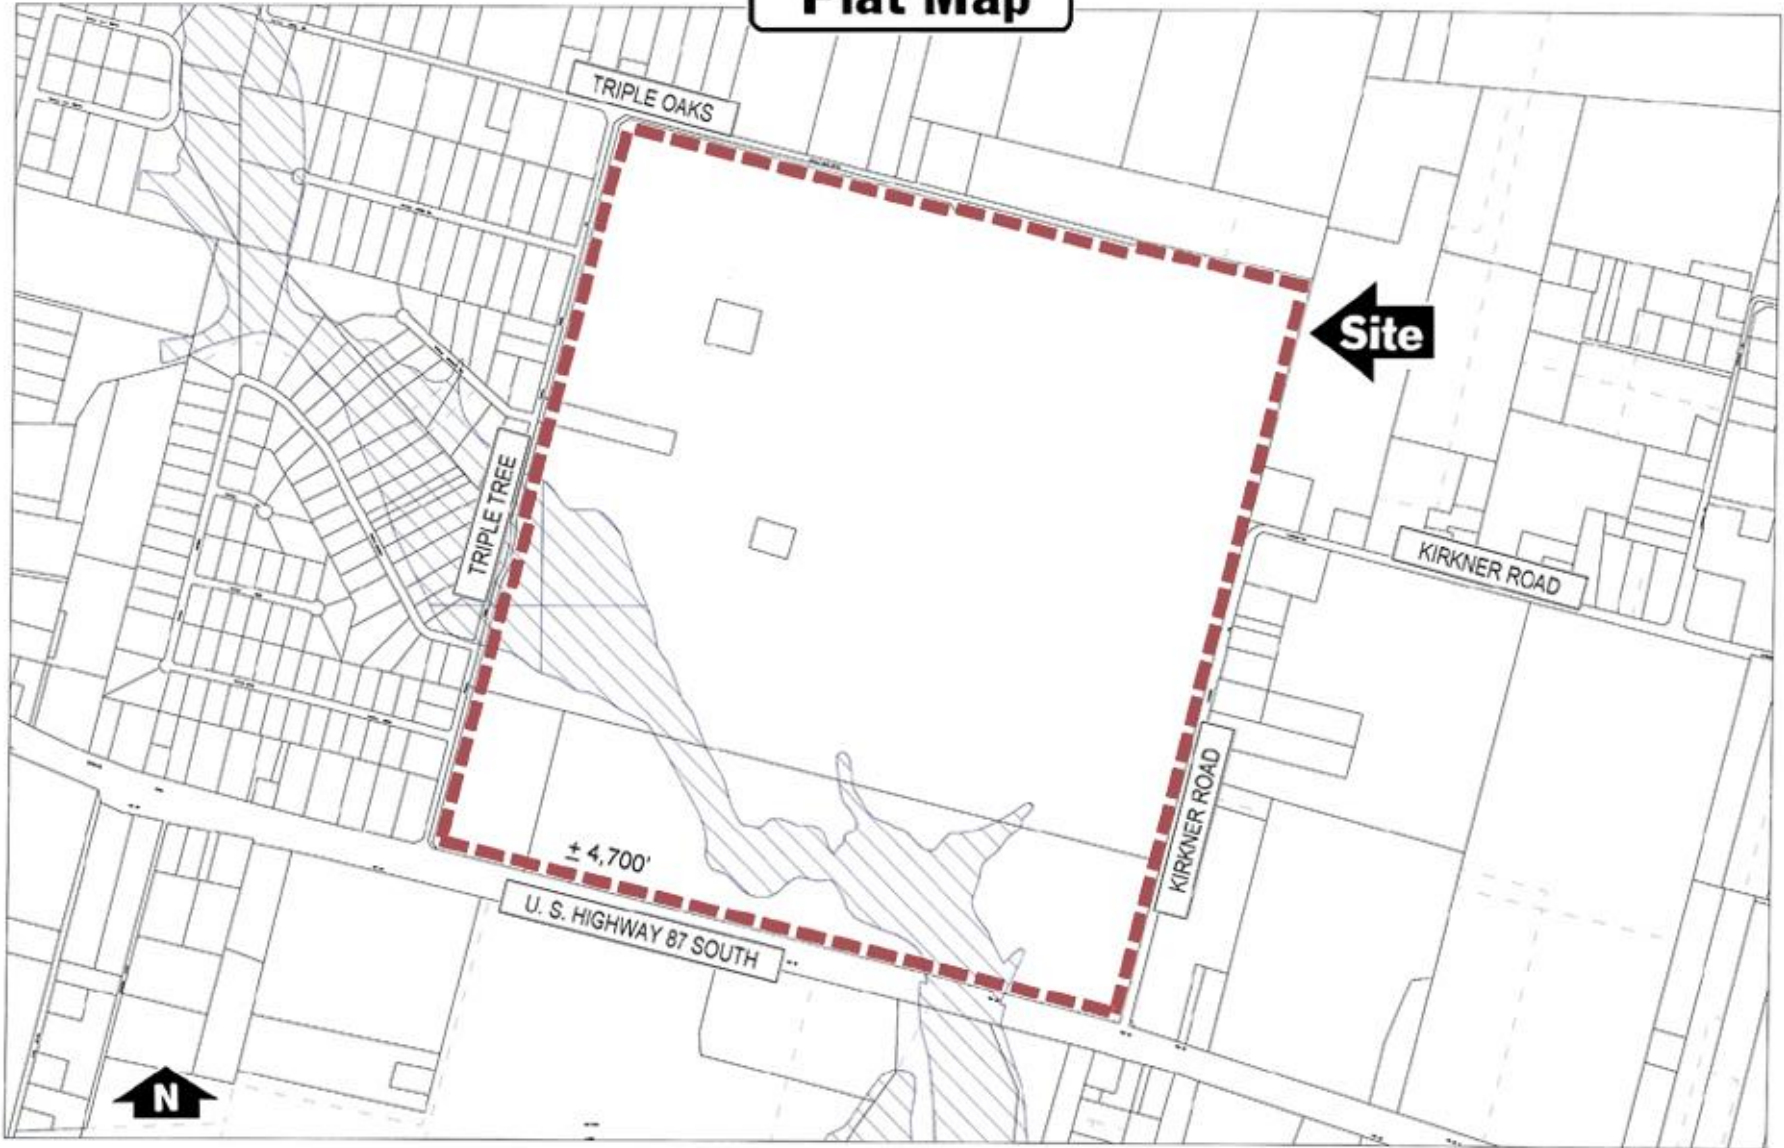 Plat Map
TRIPLE OAKS
Site
TRIPLE TREE
KIRKNER ROAD
KIRKNER ROAD
± 4,700'
U. S. HIGHWAY 87 SOUTH
N